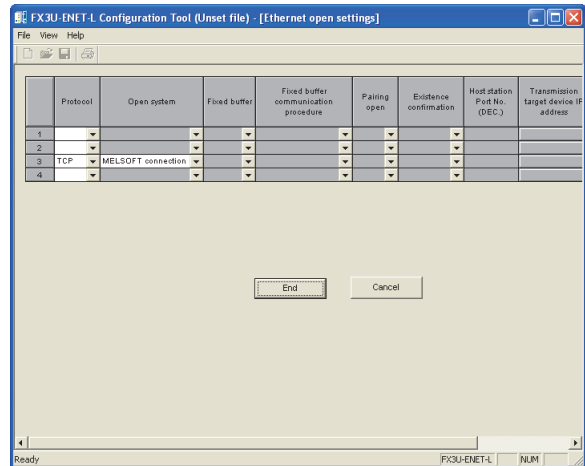 FX3U-ENET-L Configuration Tool (Unset file) - [Ethernet open settings]
File View Help
Protocol
Open system
Fixed buffer
Fixed buffer
communication
procedure
Pairing
open
Existence
confirmation
Host station
Port No.
(DEC.)
Transmission
target device IP
address
1
2
3 TCP MELSOFT connection
4
End Cancel
Ready FX3U-ENET-L NUM